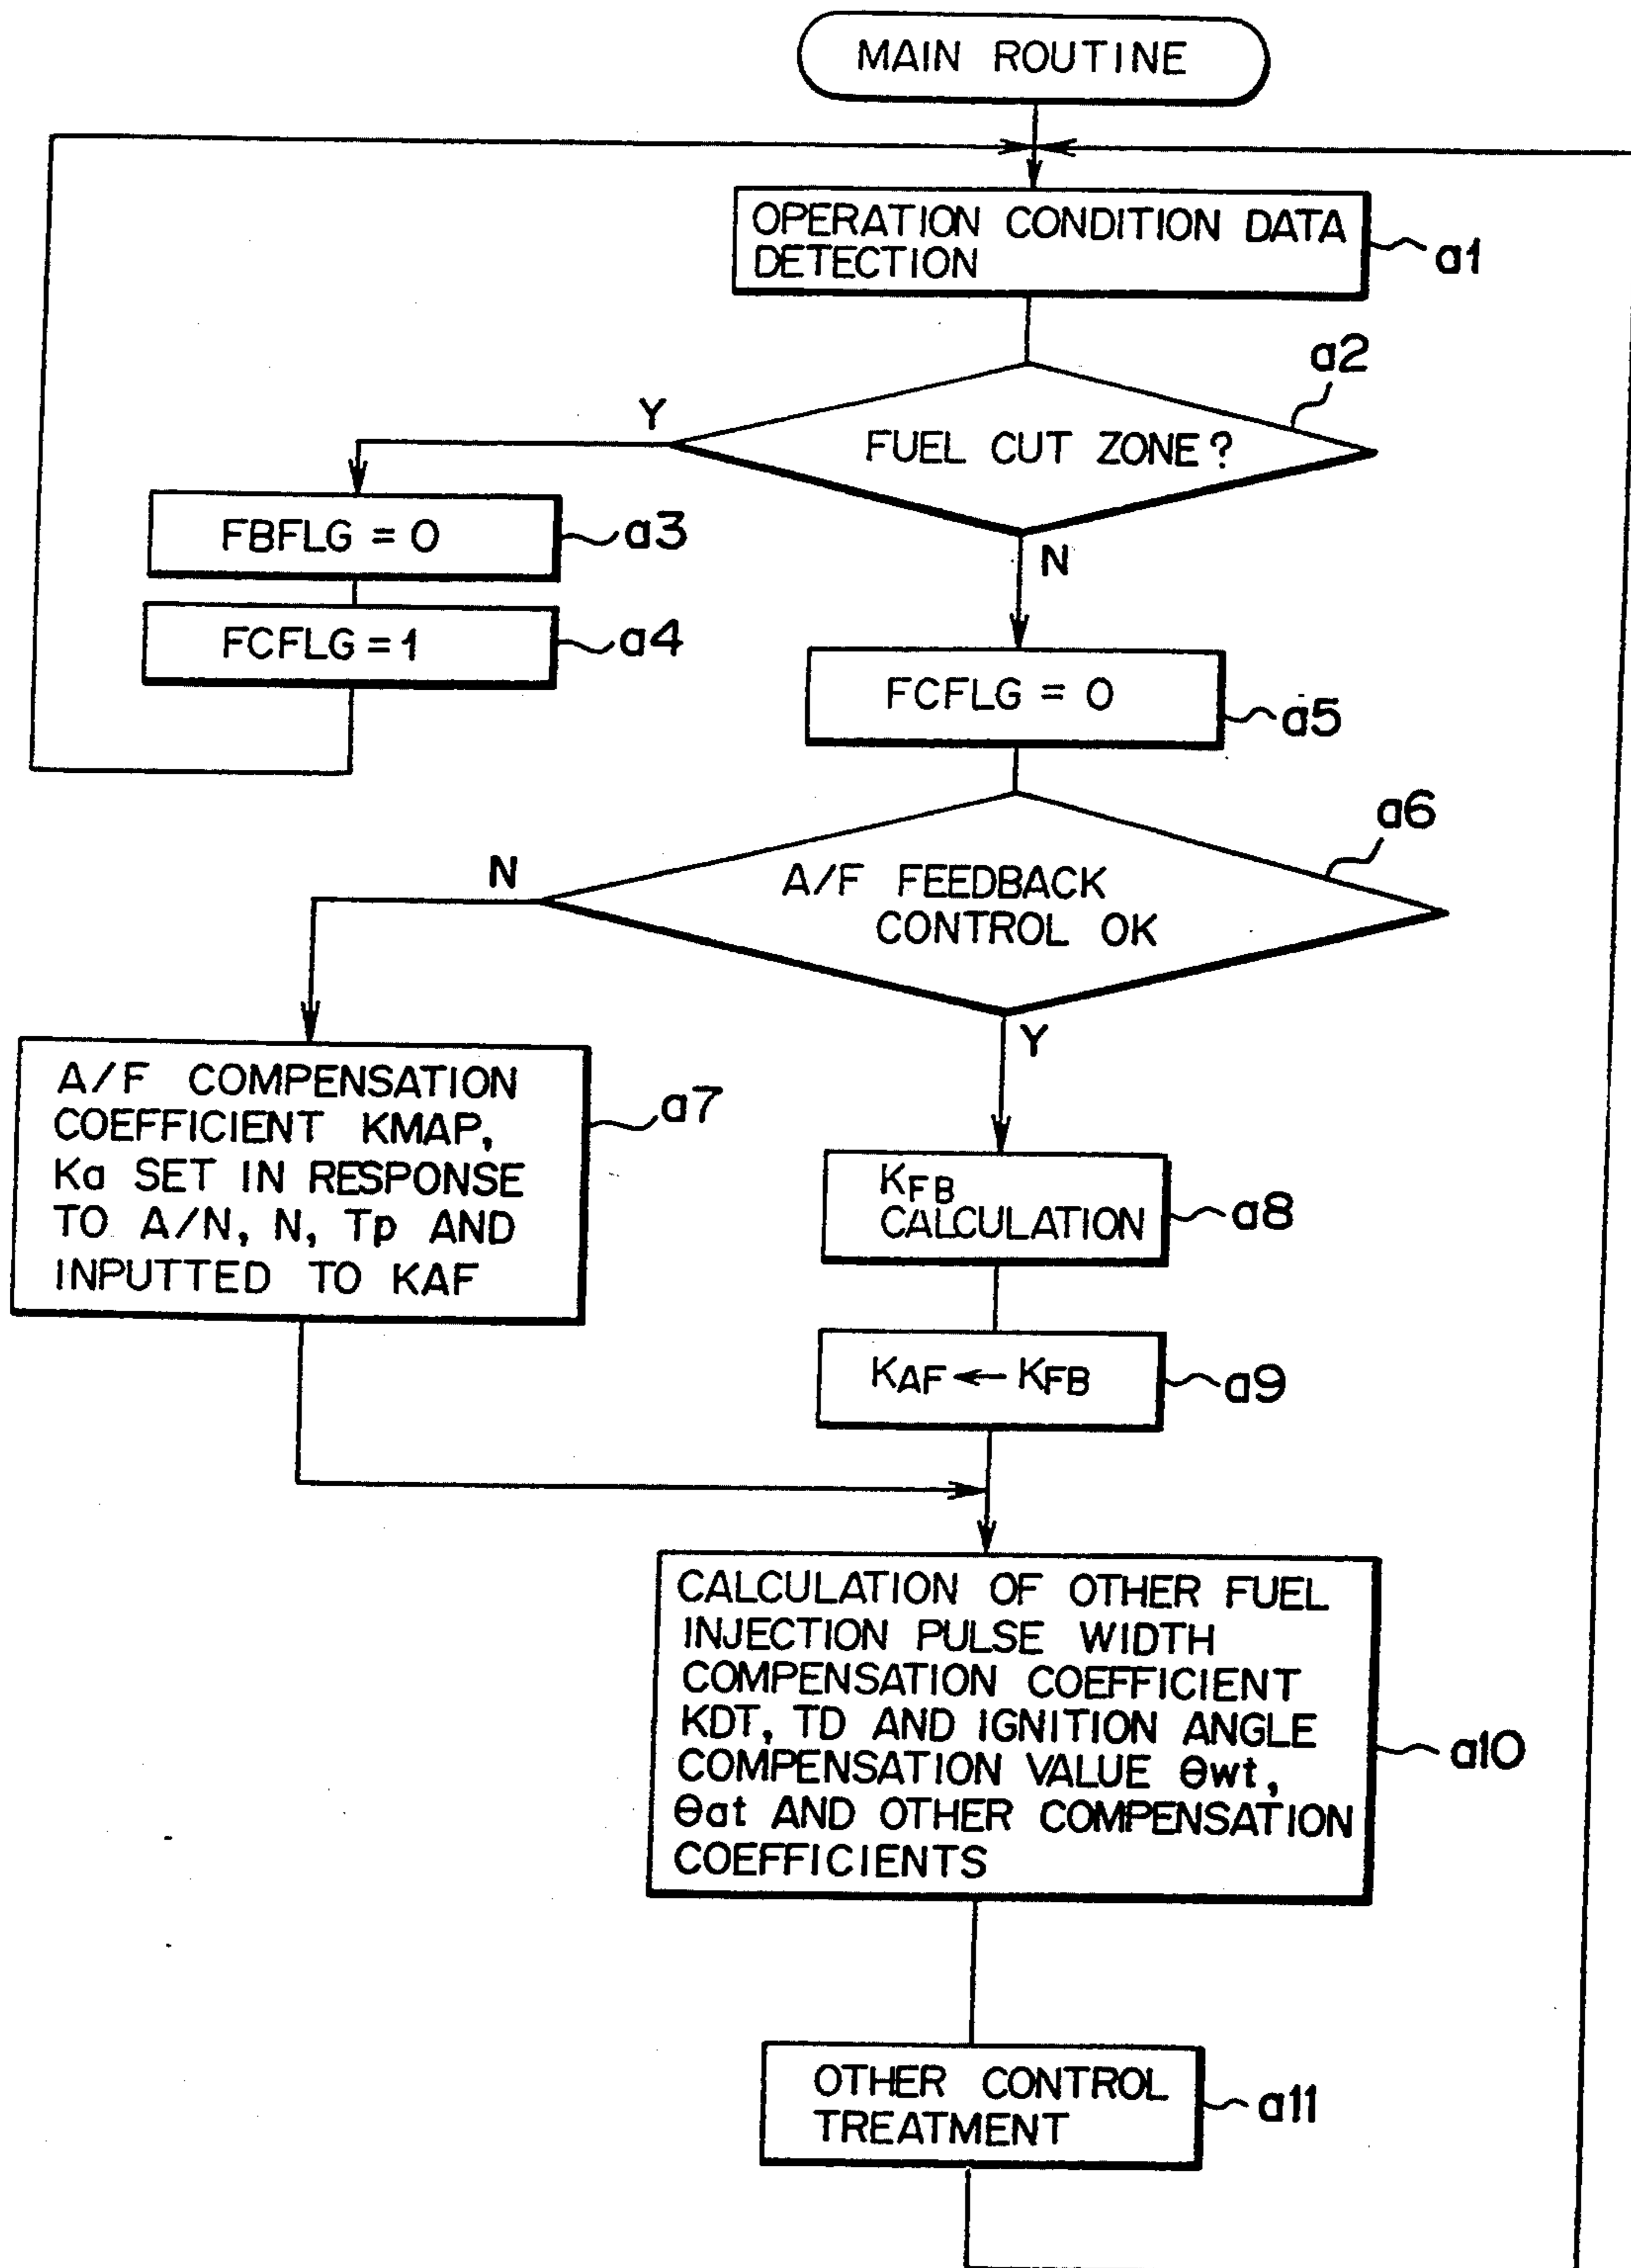 MAIN ROUTINE
OPERATION CONDITION DATA
DETECTION
a1
a2
Y
FUEL CUT ZONE?
N
FBFLG = 0
a3
FCFLG = 1
a4
FCFLG = 0
a5
a6
N
A/F FEEDBACK
CONTROL OK
Y
A/F COMPENSATION
COEFFICIENT KMAP,
Ka SET IN RESPONSE
TO A/N, N, Tp AND
INPUTTED TO KAF
a7
KFB
CALCULATION
a8
KAF ← KFB
a9
CALCULATION OF OTHER FUEL
INJECTION PULSE WIDTH
COMPENSATION COEFFICIENT
KDT, TD AND IGNITION ANGLE
COMPENSATION VALUE θwt,
θat AND OTHER COMPENSATION
COEFFICIENTS
a10
OTHER CONTROL
TREATMENT
a11